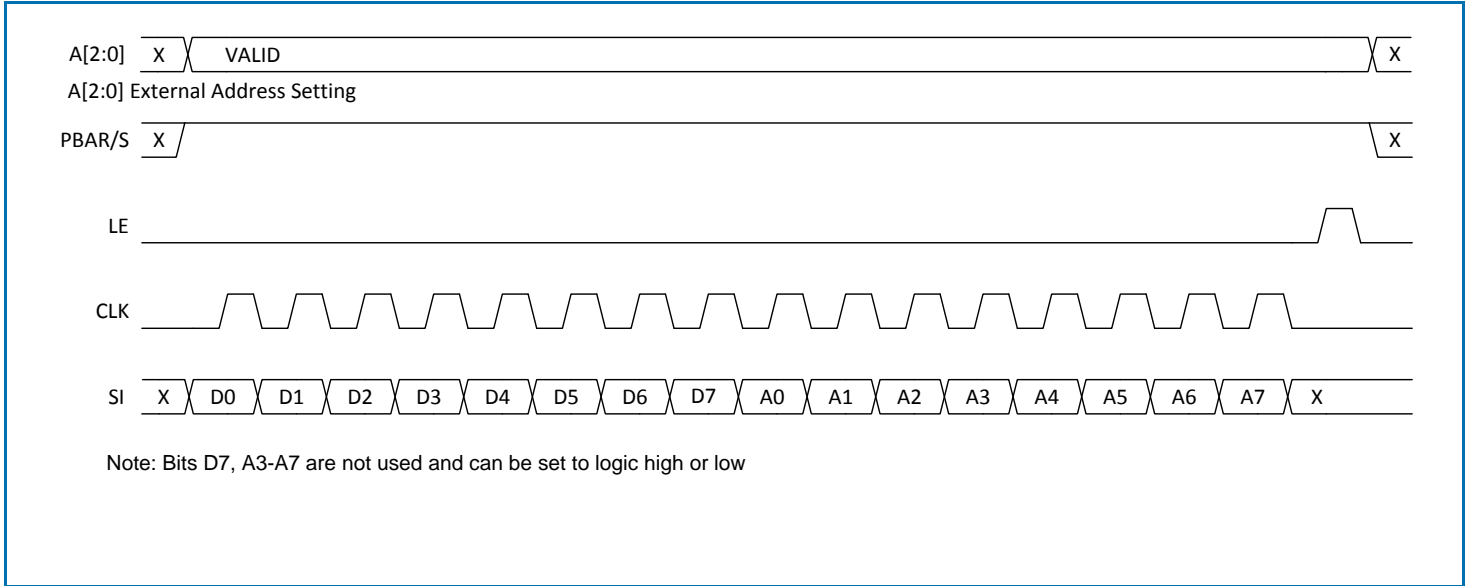 A[2:0] X VALID X
A[2:0] External Address Setting
PBAR/S X X
LE
CLK
SI X D0 D1 D2 D3 D4 D5 D6 D7 A0 A1 A2 A3 A4 A5 A6 A7 X
Note: Bits D7, A3-A7 are not used and can be set to logic high or low